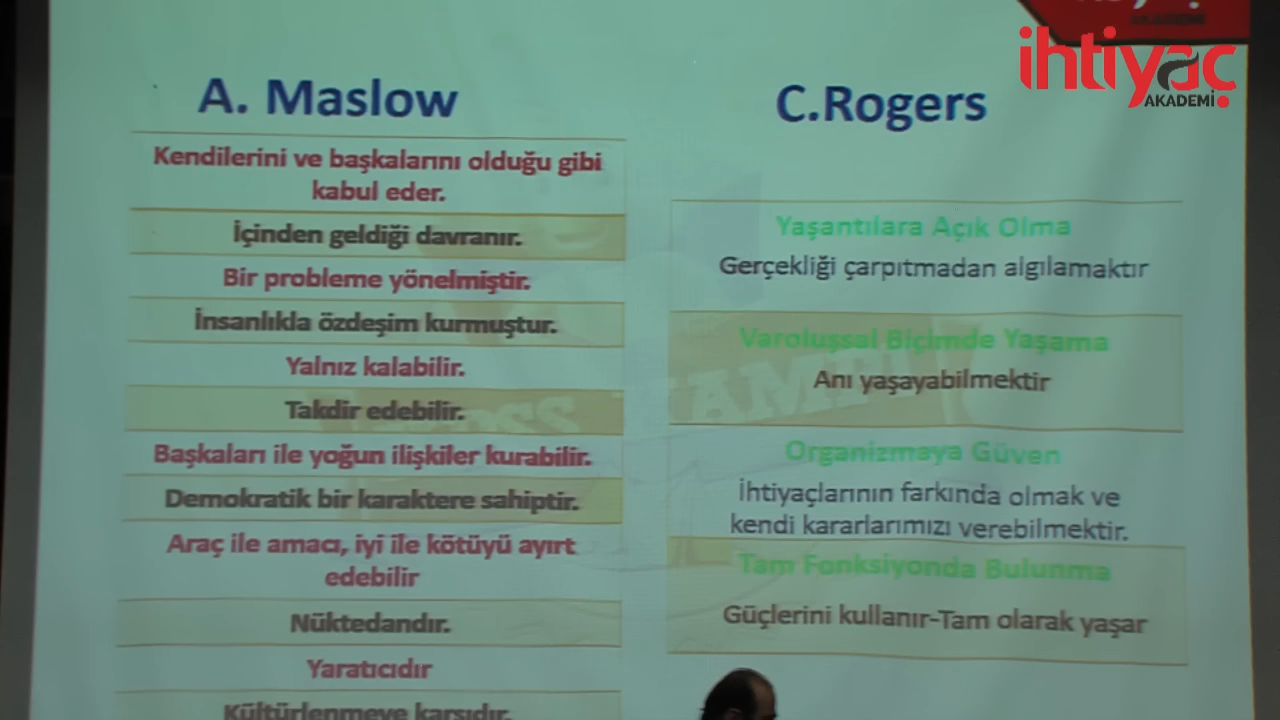 ihtiyaç
AKADEMİ
AKADEMİ
A. Maslow
Kendilerini ve başkalarını olduğu gibi
kabul eder.
İçinden geldiği davranır.
Bir probleme yönelmiştir.
İnsanlıkla özdeşim kurmuştur.
Yalnız kalabilir.
Takdir edebilir.
Başkaları ile yoğun ilişkiler kurabilir.
Demokratik bir karaktere sahiptir.
Araç ile amacı, iyi ile kötüyü ayırt
edebilir
Nüktedandır.
Yaratıcıdır
Kültürlenmeye karşıdır.
C.Rogers
Yaşantılara Açık Olma
Gerçekliği çarpıtmadan algılamaktır
Varoluşsal Biçimde Yaşama
Anı yaşayabilmektir
Organizmaya Güven
İhtiyaçlarının farkında olmak ve
kendi kararlarımızı verebilmektir.
Tam Fonksiyonda Bulunma
Güçlerini kullanır-Tam olarak yaşar